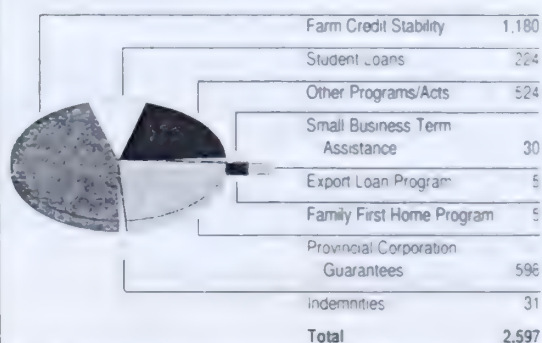 Farm Credit Stability 1,180
Student Loans 224
Other Programs/Acts 524
Small Business Term
Assistance 30
Export Loan Program 5
Family First Home Program 5
Provincial Corporation
Guarantees 598
Indemnities 31
Total 2,597